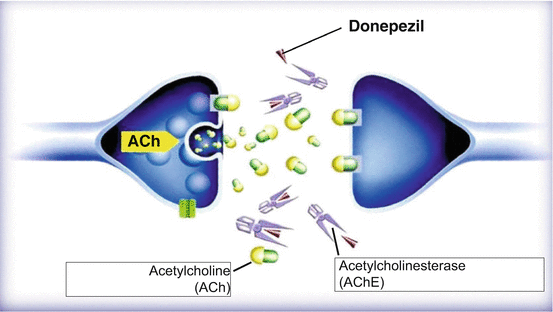 Donepezil
ACh
Acetylcholine
(ACh)
Acetylcholinesterase
(AChE)